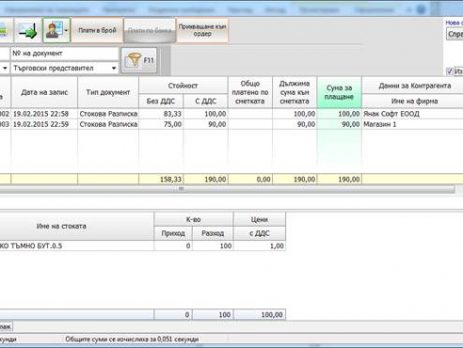 Нова
Плати в брой
Плати по банка
Прихващане към ордер
Спра
№ на документ
Търговски представител
F11
Из
Дата на запис
Тип документ
Стойност
Без ДДС
С ДДС
Общо платено по сметката
Дължима сума към сметката
Сума за плащане
Данни за Контрагента
Име на фирма
002 19.02.2015 22:58 Стокова Разписка 83,33 100,00 100,00 100,00 Янак Софт ЕООД
003 19.02.2015 22:59 Стокова Разписка 75,00 90,00 90,00 90,00 Магазин 1
158,33 190,00 0,00 190,00 190,00
Име на стоката
К-во
Приход
Разход
Цени
с ДДС
КО ТЪМНО БУТ.0.5 0 100 1,00
0 100 100,00
Общите суми се изчислиха за 0,051 секунди